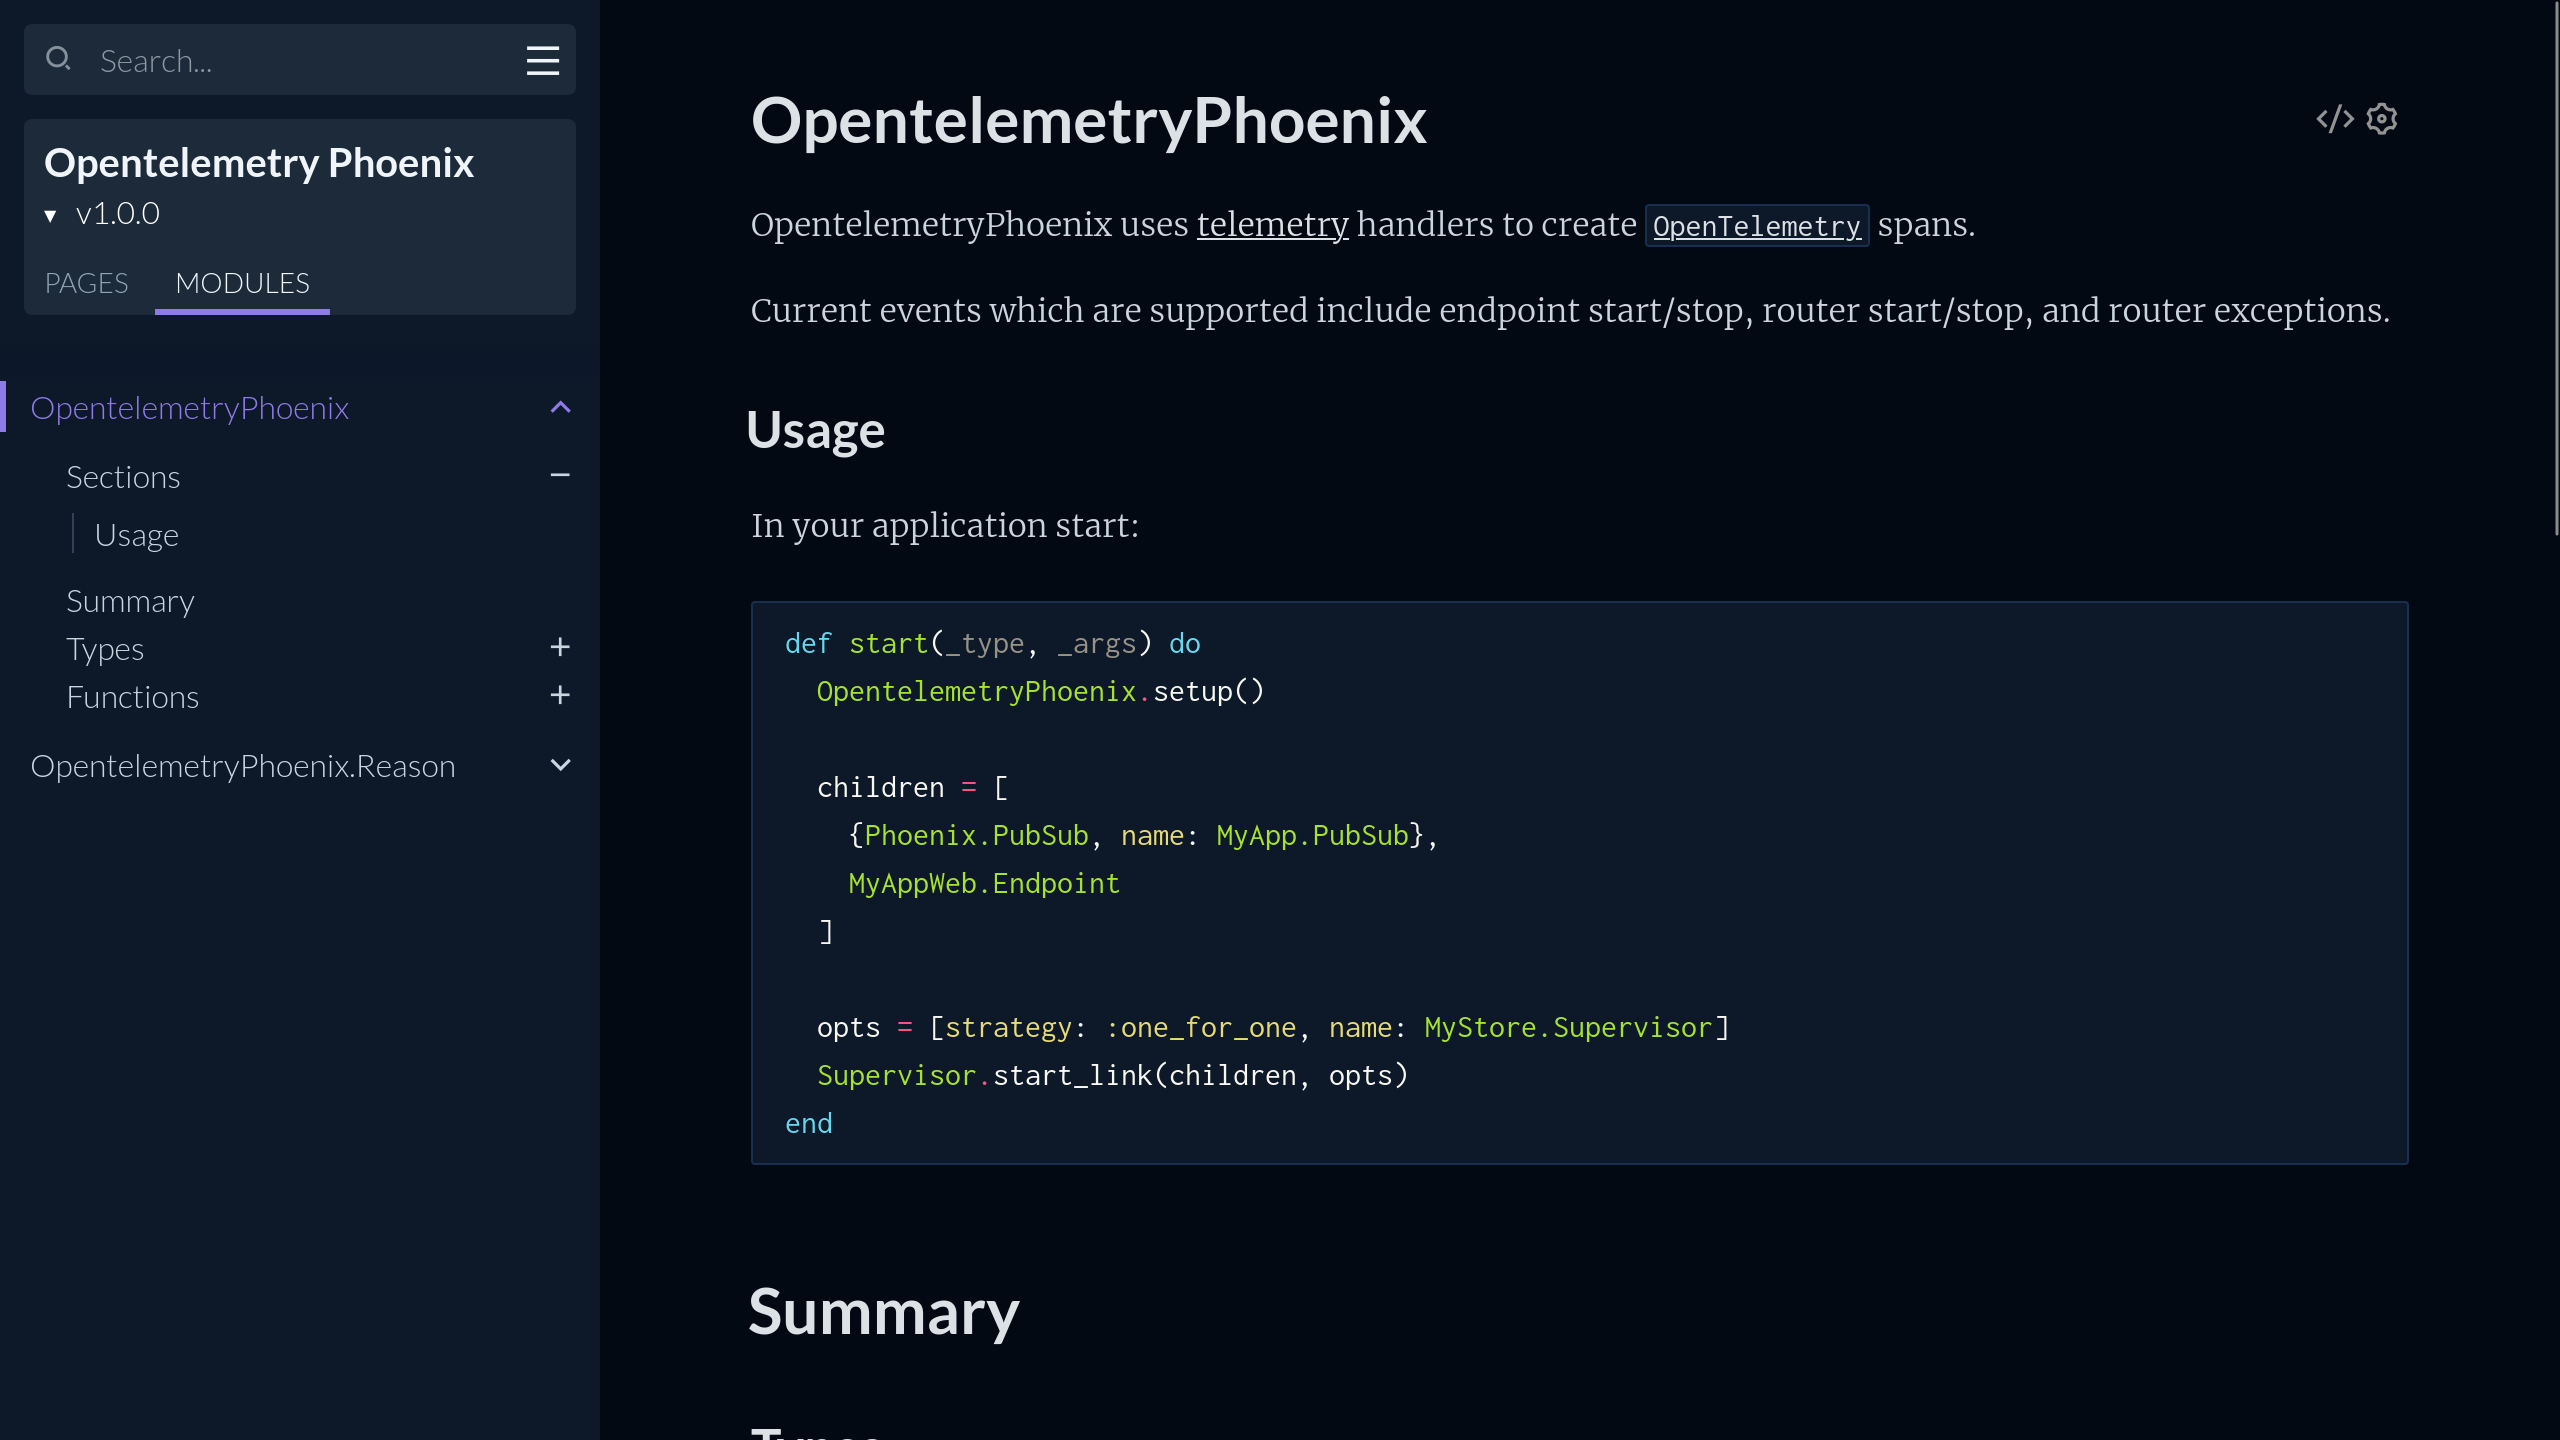 Search...
Opentelemetry Phoenix
v1.0.0
PAGES MODULES
OpentelemetryPhoenix
Sections
Usage
Summary
Types
Functions
OpentelemetryPhoenix.Reason
OpentelemetryPhoenix
OpentelemetryPhoenix uses telemetry handlers to create OpenTelemetry spans.
Current events which are supported include endpoint start/stop, router start/stop, and router exceptions.
Usage
In your application start:
def start(_type, _args) do
  OpentelemetryPhoenix.setup()
  children = [
    {Phoenix.PubSub, name: MyApp.PubSub},
    MyAppWeb.Endpoint
  ]
  opts = [strategy: :one_for_one, name: MyStore.Supervisor]
  Supervisor.start_link(children, opts)
end
Summary
Types